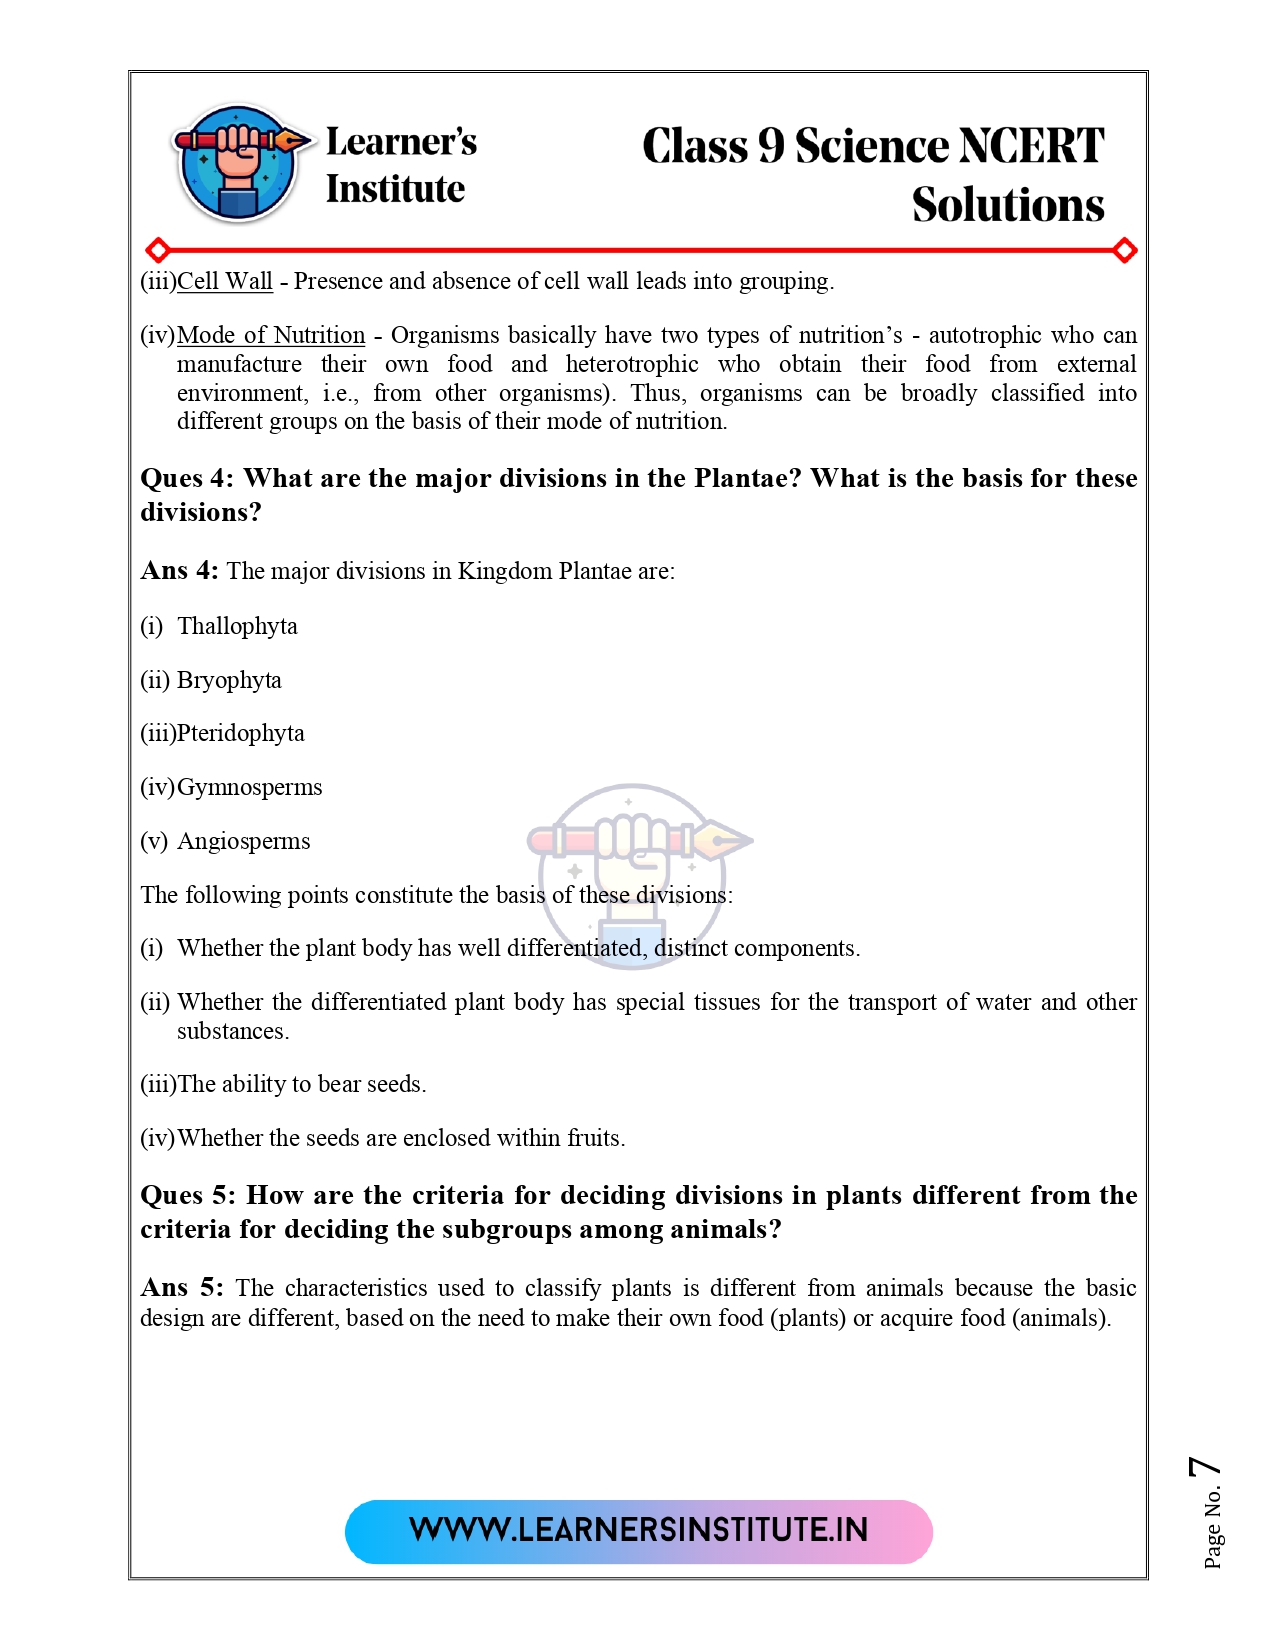 Learner's
Institute
Class 9 Science NCERT
Solutions
(iii)Cell Wall - Presence and absence of cell wall leads into grouping.
(iv)Mode of Nutrition - Organisms basically have two types of nutrition's - autotrophic who can
manufacture their own food and heterotrophic who obtain their food from external
environment, i.e., from other organisms). Thus, organisms can be broadly classified into
different groups on the basis of their mode of nutrition.
Ques 4: What are the major divisions in the Plantae? What is the basis for these
divisions?
Ans 4: The major divisions in Kingdom Plantae are:
(i) Thallophyta
(ii) Bryophyta
(iii)Pteridophyta
(iv)Gymnosperms
(v) Angiosperms
The following points constitute the basis of these divisions:
(i) Whether the plant body has well differentiated, distinct components.
(ii) Whether the differentiated plant body has special tissues for the transport of water and other
substances.
(iii)The ability to bear seeds.
(iv)Whether the seeds are enclosed within fruits.
Ques 5: How are the criteria for deciding divisions in plants different from the
criteria for deciding the subgroups among animals?
Ans 5: The characteristics used to classify plants is different from animals because the basic
design are different, based on the need to make their own food (plants) or acquire food (animals).
WWW.LEARNERSINSTITUTE.IN
Page No. 7